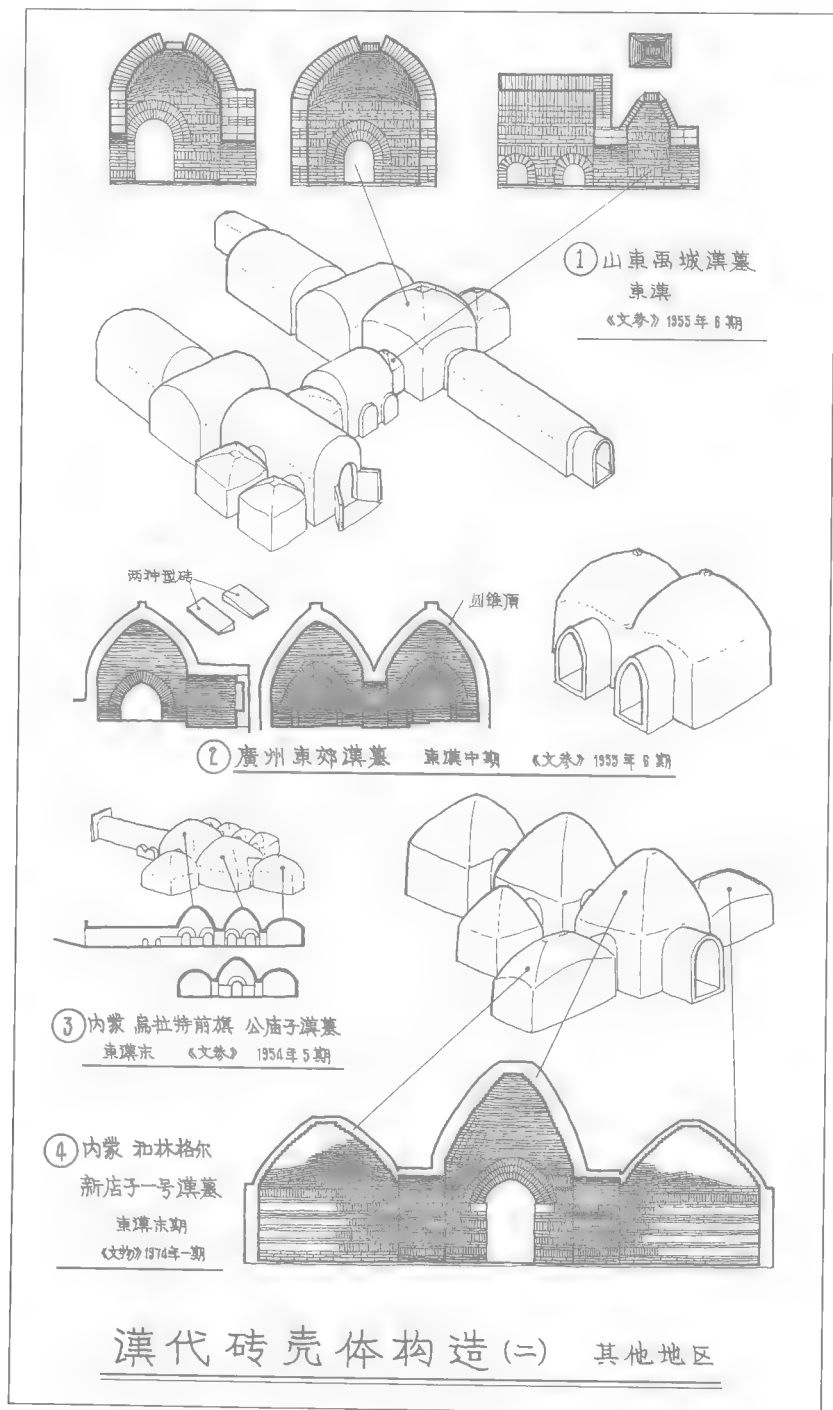 ① 山東禹城漢墓
東漢
《文参》1955年6期
两种型砖
圆锥顶
② 廣州東郊漢墓 東漢中期 《文参》1955年6期
③ 内蒙 烏拉特前旗 公庙子漢墓
東漢末 《文参》 1954年5期
④ 内蒙 和林格尔
新店子一号漢墓
東漢末期
《文物》1974年一期
漢代砖壳体构造(二) 其他地区